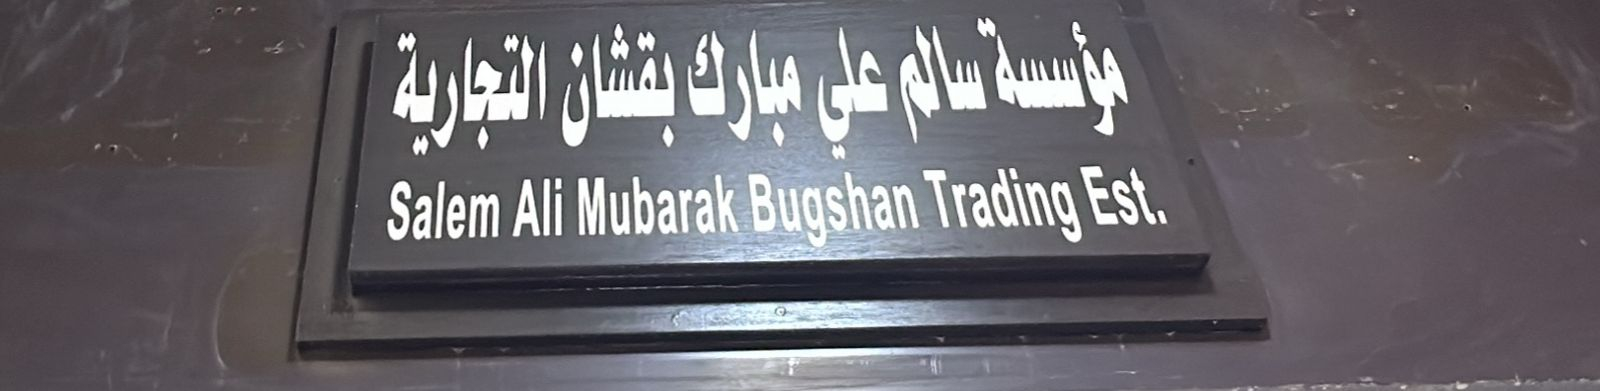 مؤسسة سالم علي مبارك بقشان التجارية
Salem Ali Mubarak Bugshan Trading Est.